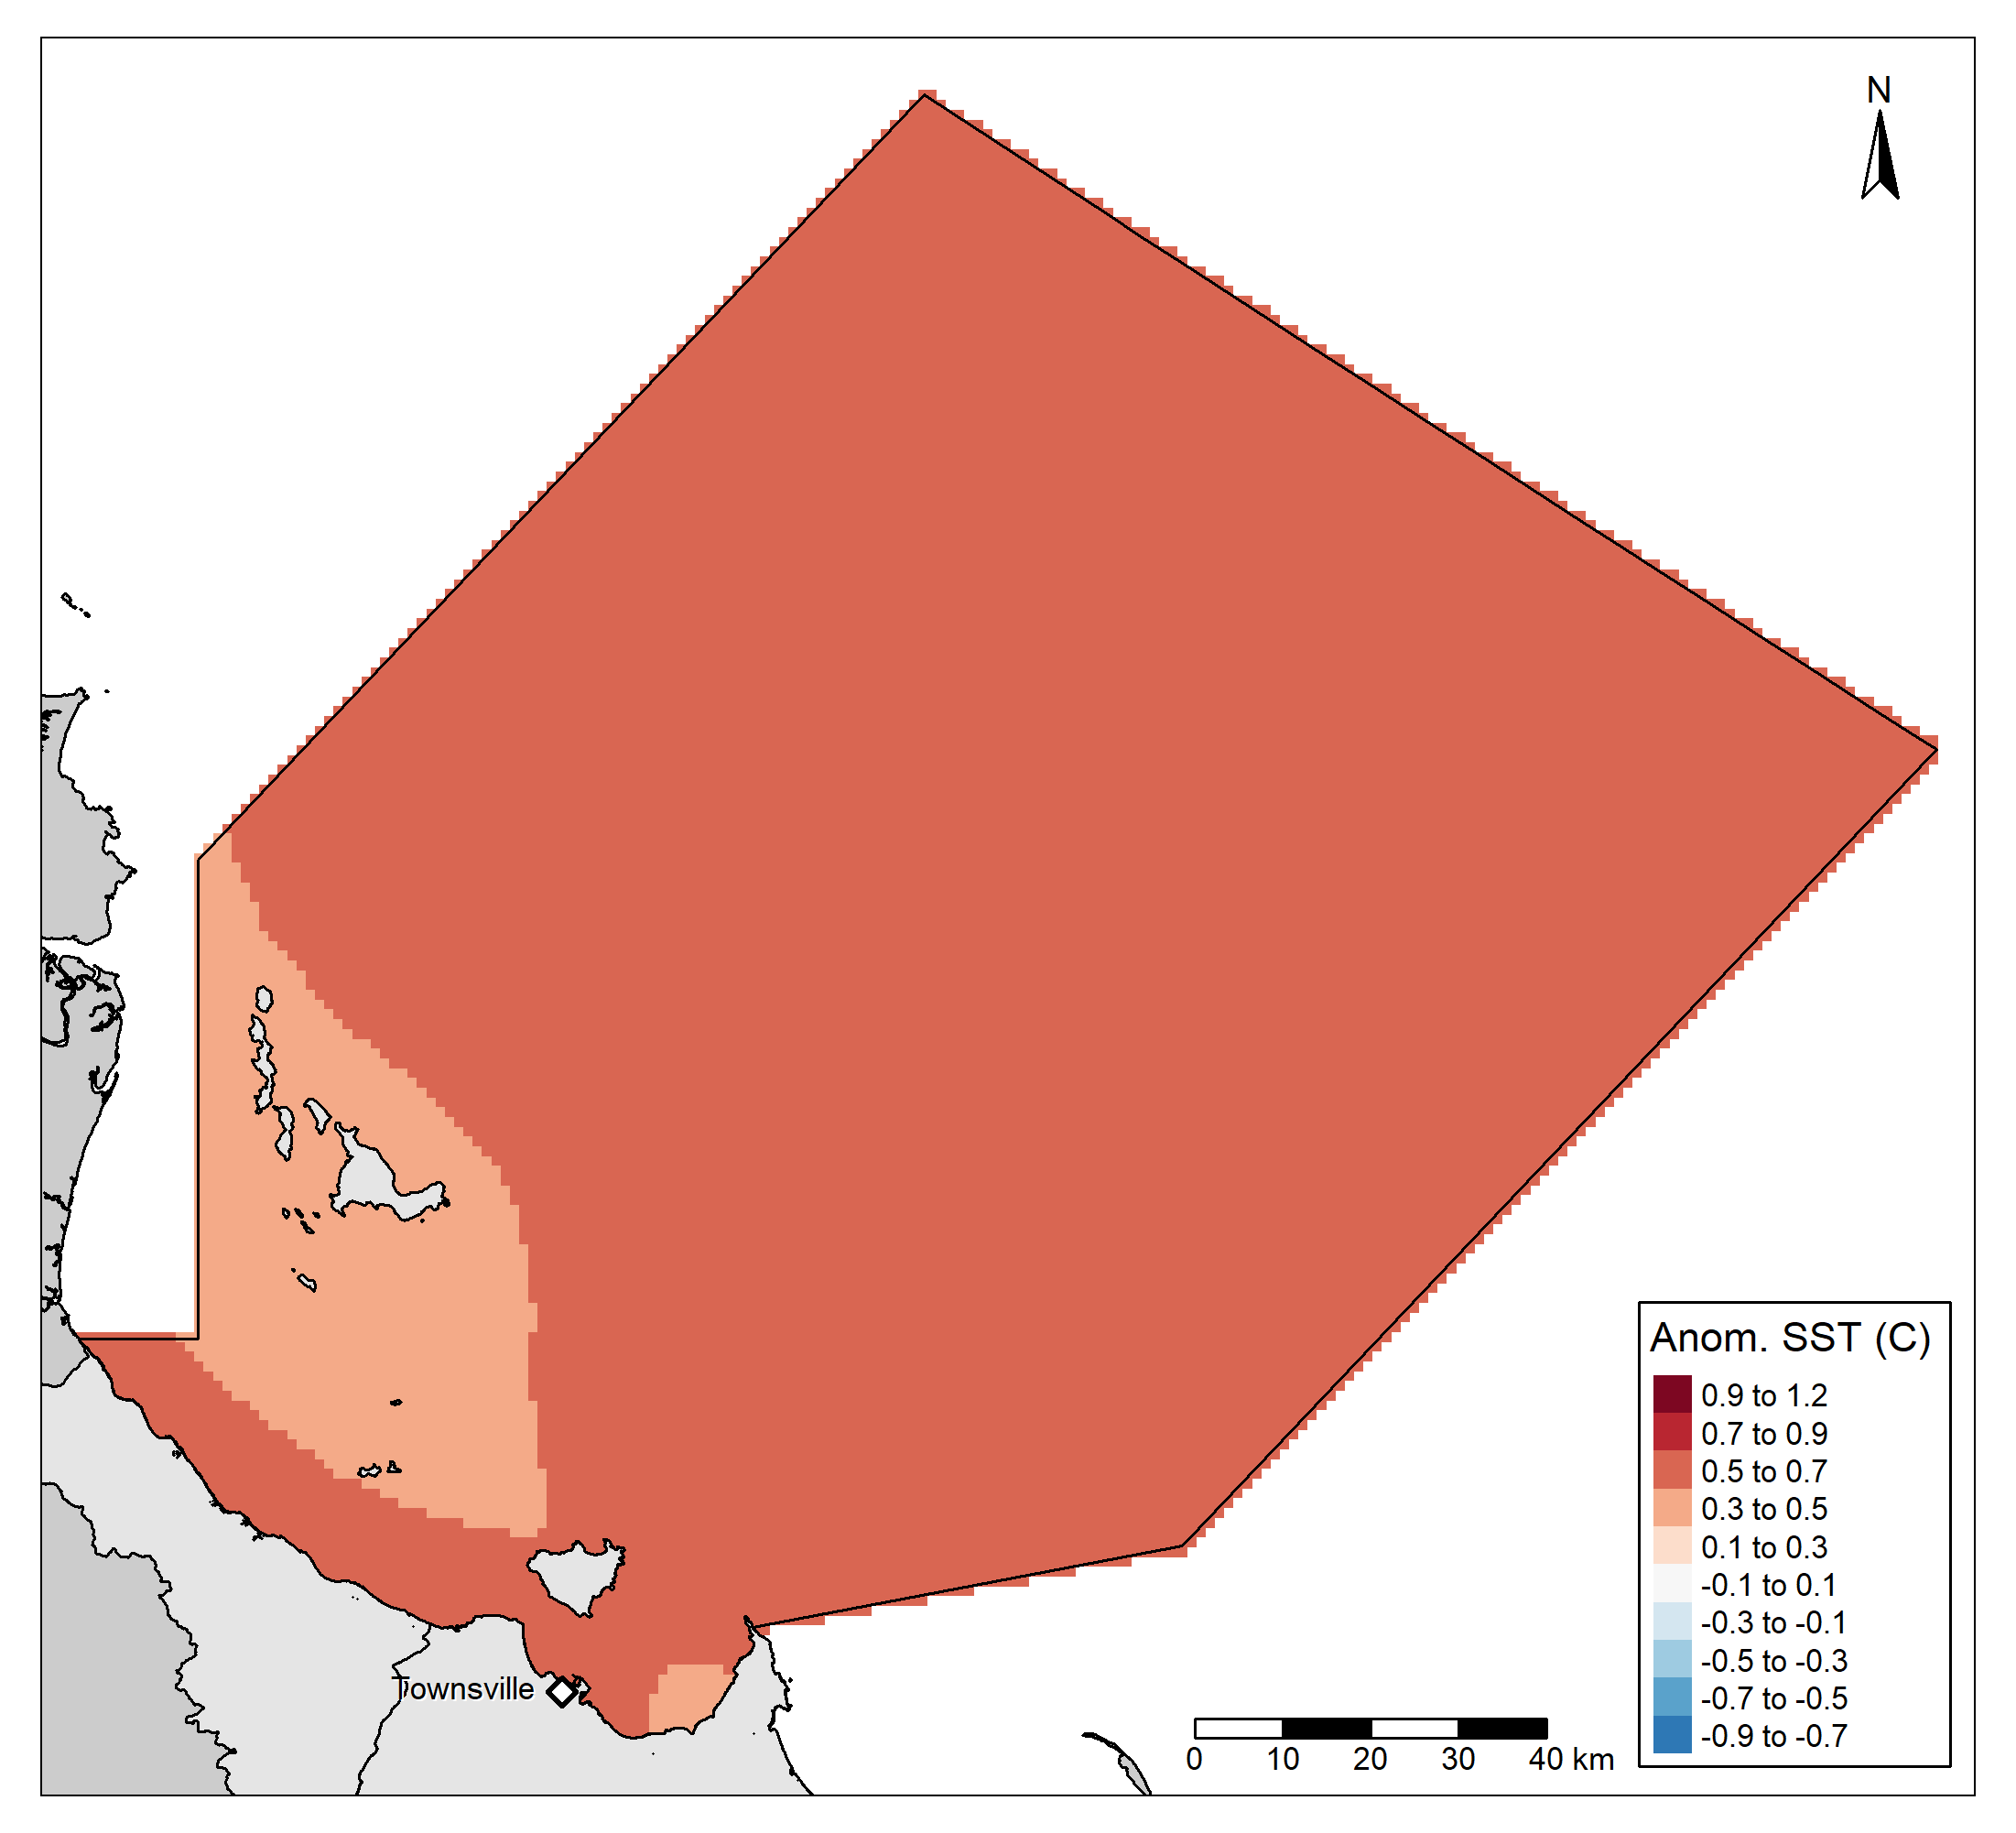 N
Townsville
Anom. SST (C)
0.9 to 1.2
0.7 to 0.9
0.5 to 0.7
0.3 to 0.5
0.1 to 0.3
-0.1 to 0.1
-0.3 to -0.1
-0.5 to -0.3
-0.7 to -0.5
-0.9 to -0.7
0 10 20 30 40 km